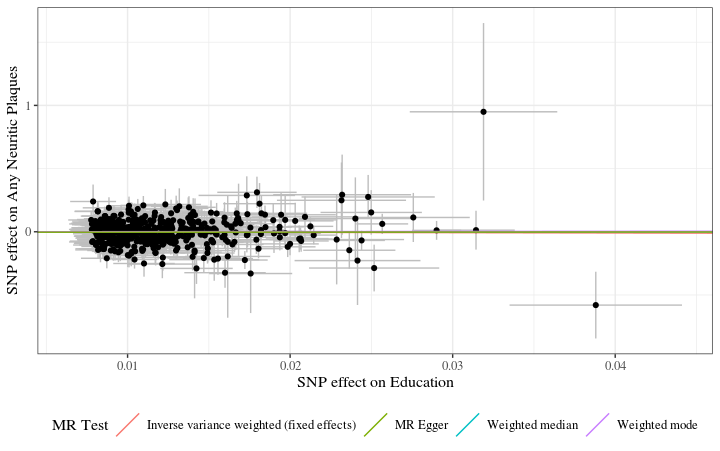 SNP effect on Any Neuritic Plaques
1
0
0.01 0.02 0.03 0.04
SNP effect on Education
MR Test Inverse variance weighted (fixed effects) MR Egger Weighted median Weighted mode